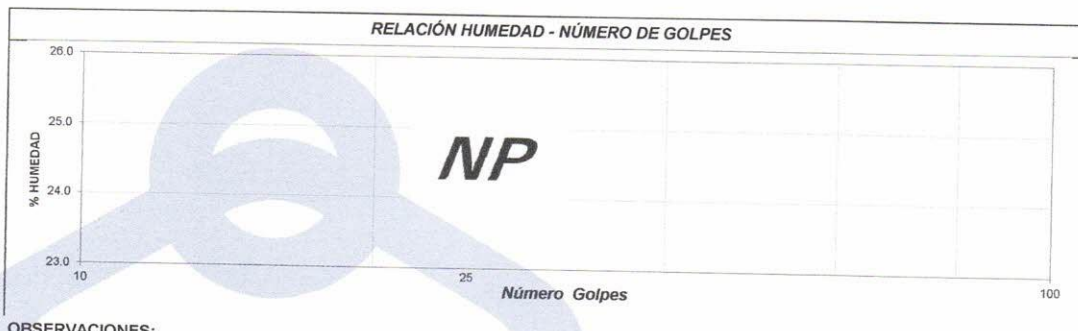 RELACIÓN HUMEDAD - NÚMERO DE GOLPES
26.0
25.0
24.0
23.0
% HUMEDAD
NP
10
25
100
Número Golpes
OBSERVACIONES: